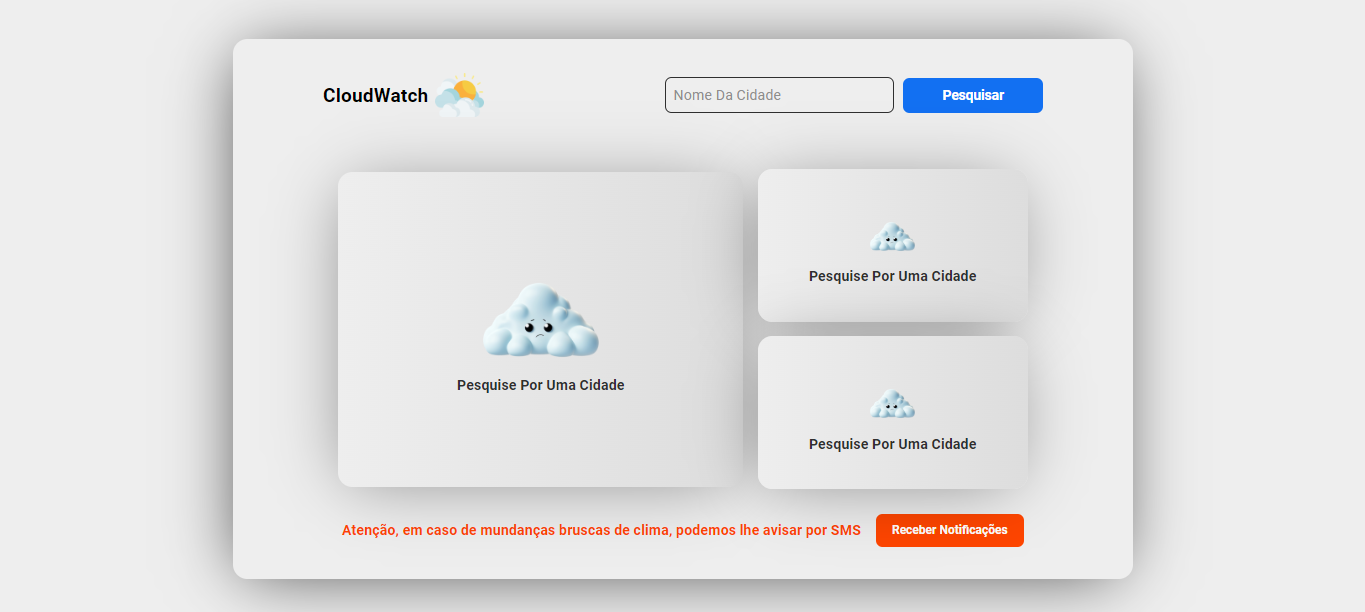 CloudWatch
Nome Da Cidade
Pesquisar
Pesquise Por Uma Cidade
Pesquise Por Uma Cidade
Pesquise Por Uma Cidade
Atenção, em caso de mundanças bruscas de clima, podemos lhe avisar por SMS
Receber Notificações